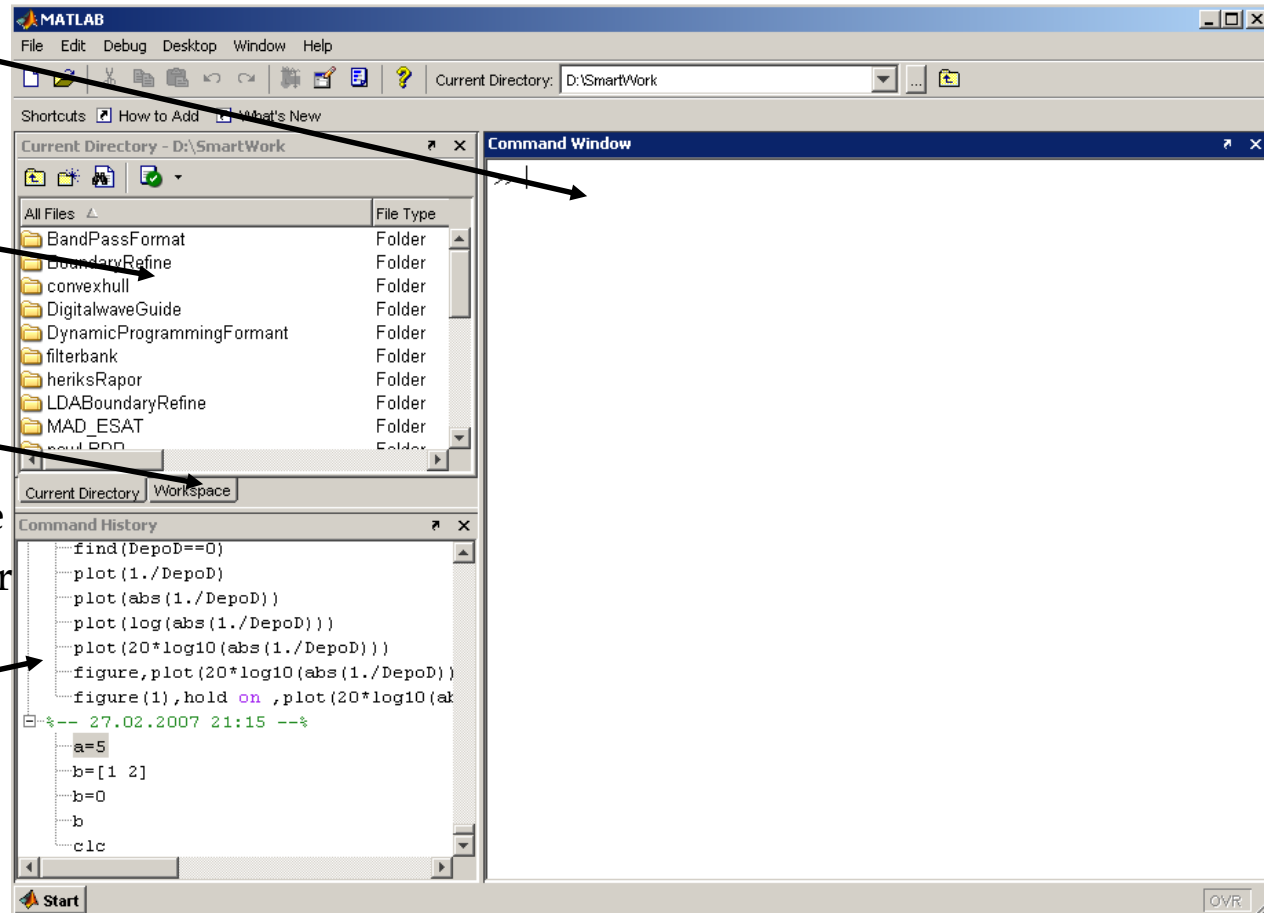 MATLAB
File Edit Debug Desktop Window Help
Current Directory: D:\SmartWork ...
Shortcuts How to Add What's New
Current Directory - D:\SmartWork
All Files File Type
BandPassFormat Folder
BoundaryRefine Folder
convexhull Folder
DigitalwaveGuide Folder
DynamicProgrammingFormant Folder
filterbank Folder
heriksRapor Folder
LDABoundaryRefine Folder
MAD_ESAT Folder
Folder
Current Directory Workspace
Command History
find(DepoD==0)
plot(1./DepoD)
plot(abs(1./DepoD))
plot(log(abs(1./DepoD)))
plot(20*log10(abs(1./DepoD)))
figure,plot(20*log10(abs(1./DepoD))
figure(1),hold on ,plot(20*log10(ab
%-- 27.02.2007 21:15 --%
a=5
b=[1 2]
b=0
b
clc
Command Window
>>
Start
OVR